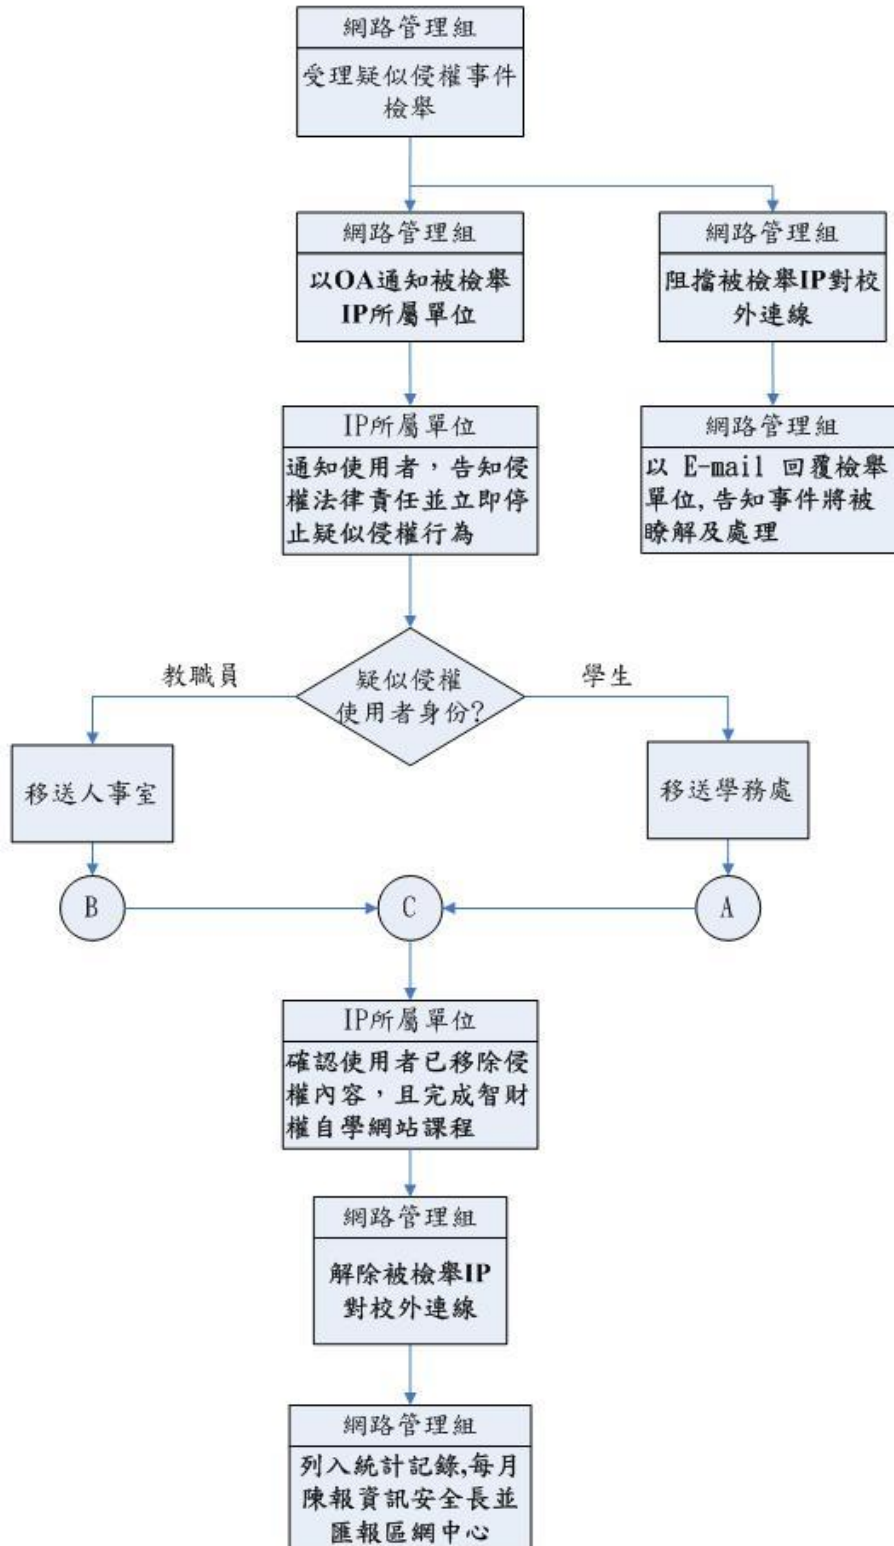 網路管理組
受理疑似侵權事件
檢舉
網路管理組
以OA通知被檢舉
IP所屬單位
網路管理組
阻擋被檢舉IP對校
外連線
IP所屬單位
通知使用者，告知侵
權法律責任並立即停
止疑似侵權行為
網路管理組
以 E-mail 回覆檢舉
單位,告知事件將被
瞭解及處理
教職員
疑似侵權
使用者身份?
學生
移送人事室
移送學務處
B
C
A
IP所屬單位
確認使用者已移除侵
權內容，且完成智財
權自學網站課程
網路管理組
解除被檢舉IP
對校外連線
網路管理組
列入統計記錄,每月
陳報資訊安全長並
匯報區網中心